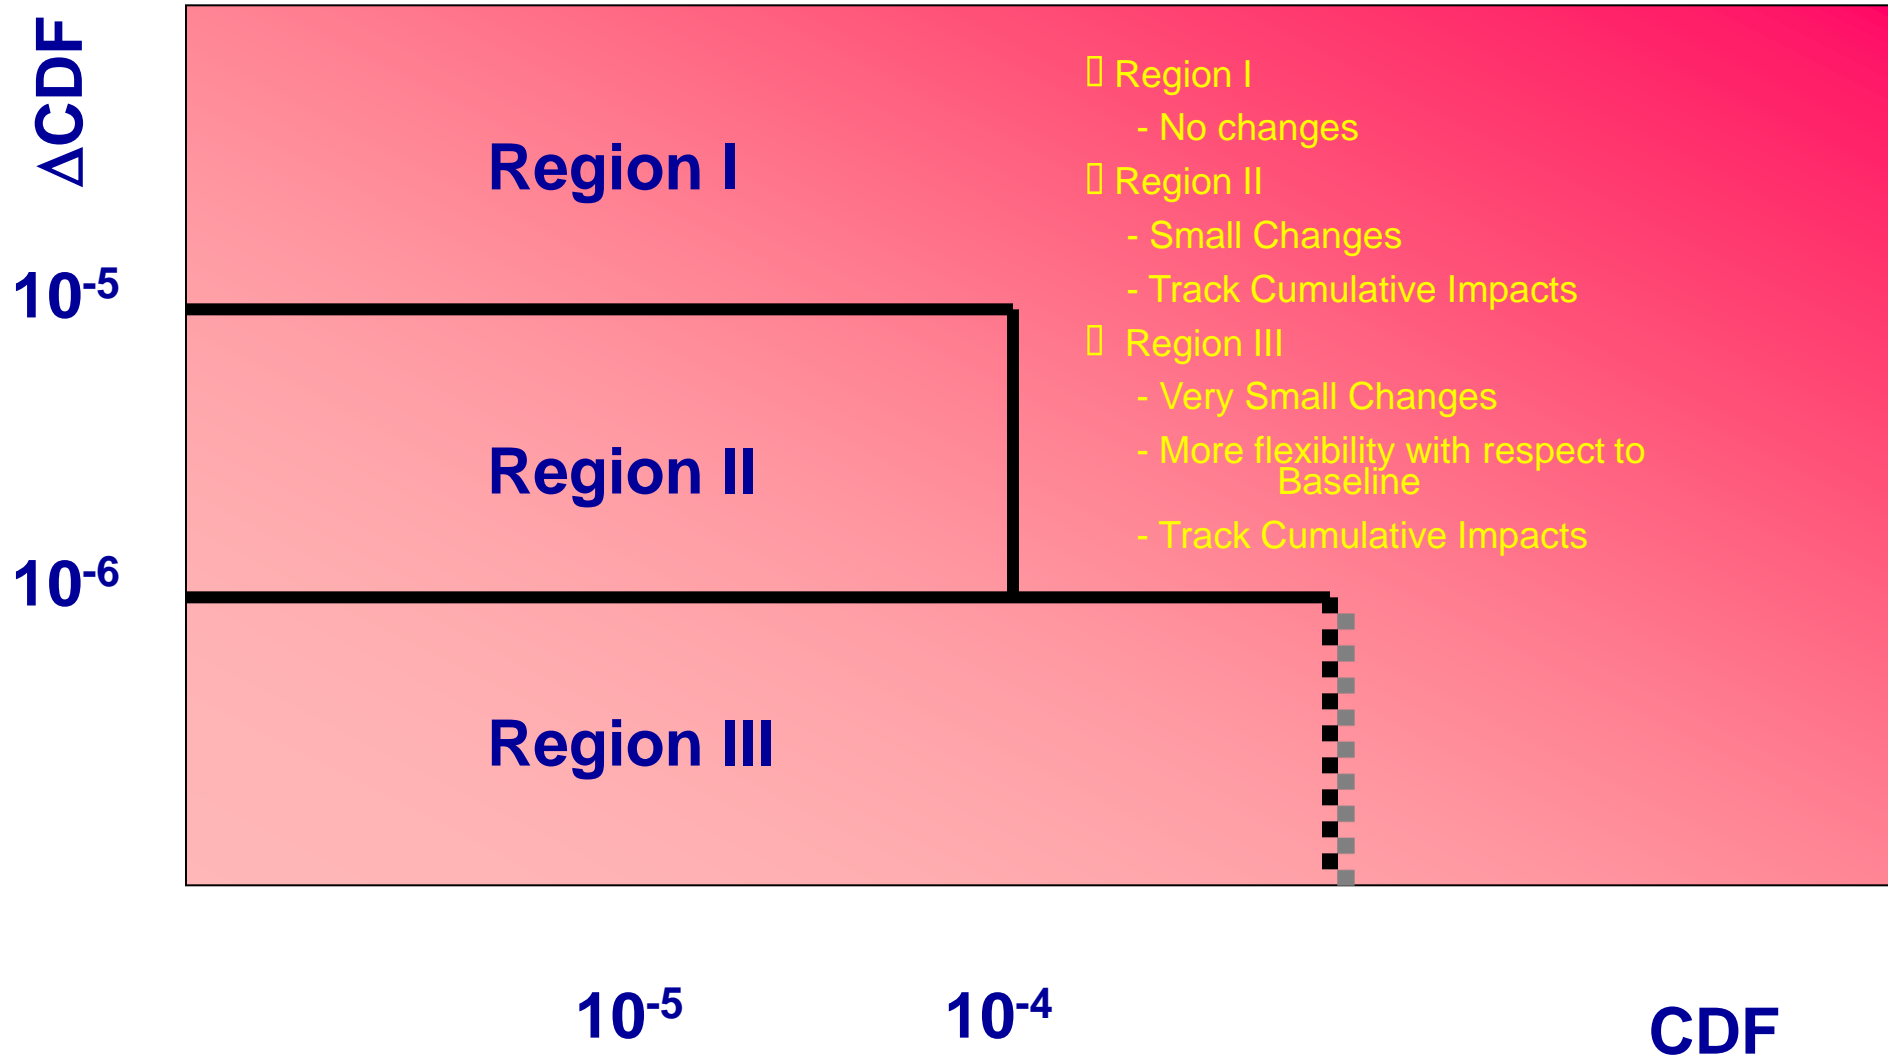 ΔCDF
Region I
- No changes
Region II
- Small Changes
- Track Cumulative Impacts
Region III
- Very Small Changes
- More flexibility with respect to
Baseline
- Track Cumulative Impacts
Region I
10-5
Region II
10-6
Region III
10-5
10-4
CDF